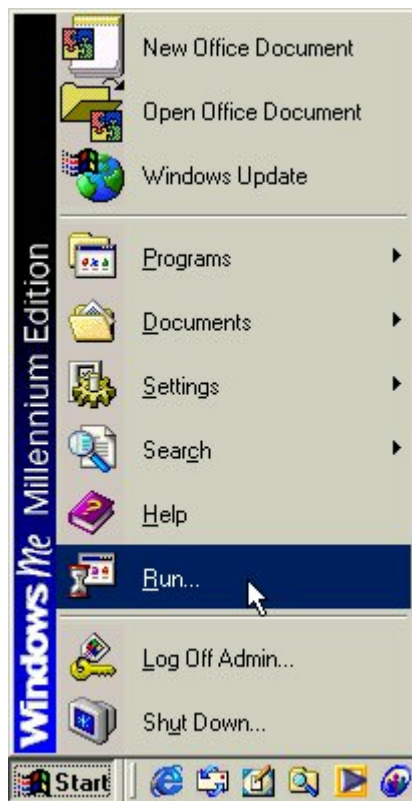 New Office Document
Open Office Document
Windows Update
Programs
Documents
Settings
Search
Help
Run...
Log Off Admin...
Shut Down...
Windows Me Millennium Edition
Start